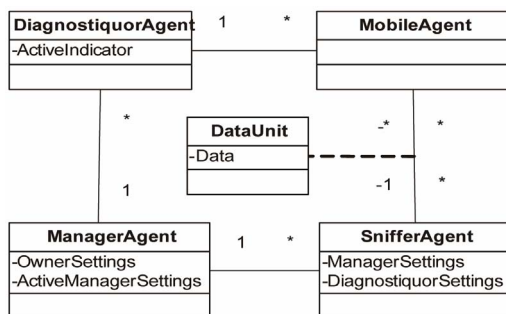 DiagnostiquorAgent 1 * MobileAgent
-ActiveIndicator
* DataUnit -* *
-Data
1 -1 *
ManagerAgent 1 * SnifferAgent
-OwnerSettings -ManagerSettings
-ActiveManagerSettings -DiagnostiquorSettings